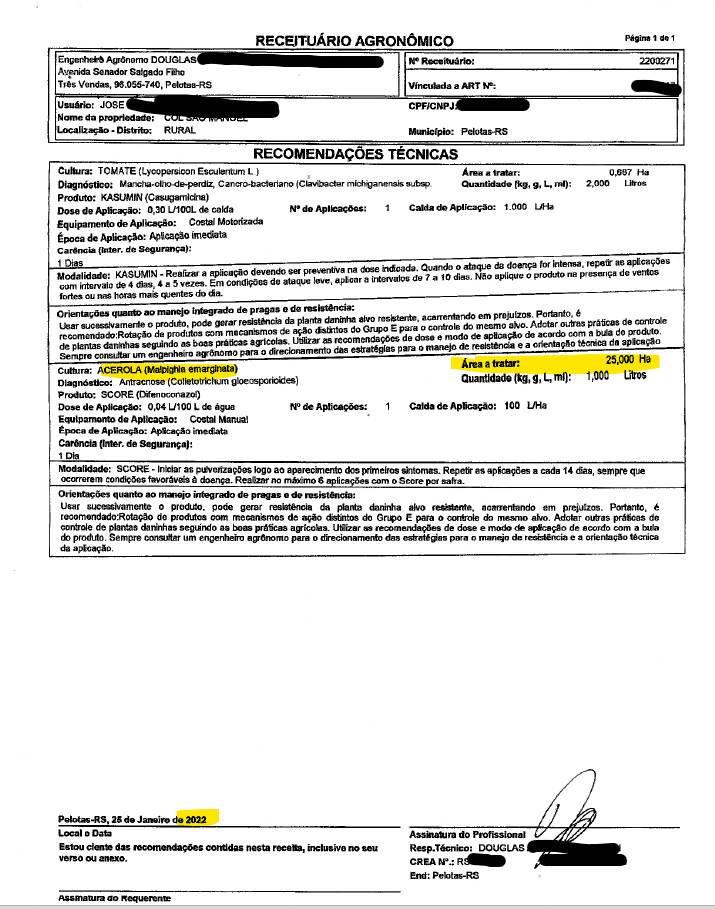 RECEITUÁRIO AGRONÔMICO
Página 1 de 1
Engenheiro Agrônomo DOUGLAS
Avenida Senador Salgado Filho
Três Vendas, 96.055-740, Pelotas-RS
Nº Receituário: 2200271
Vinculada a ART Nº:
Usuário: JOSE
CPF/CNPJ:
Nome da propriedade: COL SÃO MANOEL
Localização - Distrito: RURAL
Município: Pelotas-RS
RECOMENDAÇÕES TÉCNICAS
Cultura: TOMATE (Lycopersicon Esculentum L.) Área a tratar: 0,667 Ha
Diagnóstico: Mancha-olho-de-perdiz, Cancro-bacteriano (Clavibacter michiganensis subsp. Quantidade (kg, g, L, ml): 2,000 Litros
Produto: KASUMIN (Casugamicina)
Dose de Aplicação: 0,30 L/100L de calda Nº de Aplicações: 1 Calda de Aplicação: 1.000 L/Ha
Equipamento de Aplicação: Costal Motorizada
Época de Aplicação: Aplicação imediata
Carência (Inter. de Segurança):
1 Dias
Modalidade: KASUMIN - Realizar a aplicação devendo ser preventiva na dose indicada. Quando o ataque da doença for intensa, repetir as aplicações
com intervalo de 4 dias, 4 a 5 vezes. Em condições de ataque leve, aplicar a intervalos de 7 a 10 dias. Não aplique o produto na presença de ventos
fortes ou nas horas mais quentes do dia.
Orientações quanto ao manejo integrado de pragas e de resistência:
Usar sucessivamente o produto, pode gerar resistência da planta daninha alvo resistente, acarrentando em prejuízos. Portanto, é
recomendado:Rotação de produtos com mecanismos de ação distintos do Grupo E para o controle do mesmo alvo. Adotar outras práticas de controle
de plantas daninhas seguindo as boas práticas agrícolas. Utilizar as recomendações de dose e modo de aplicação de acordo com a bula do produto.
Sempre consultar um engenheiro agrônomo para o direcionamento das estratégias para o manejo de resistência e a orientação técnica da aplicação
Cultura: ACEROLA (Malpighia emarginata) Área a tratar: 25,000 Ha
Diagnóstico: Antracnose (Colletotrichum gloeosporioides) Quantidade (kg, g, L, ml): 1,000 Litros
Produto: SCORE (Difenoconazol)
Dose de Aplicação: 0,04 L/100 L de água Nº de Aplicações: 1 Calda de Aplicação: 100 L/Ha
Equipamento de Aplicação: Costal Manual
Época de Aplicação: Aplicação imediata
Carência (Inter. de Segurança):
1 Dia
Modalidade: SCORE - Iniciar as pulverizações logo ao aparecimento dos primeiros sintomas. Repetir as aplicações a cada 14 dias, sempre que
ocorrerem condições favoráveis à doença. Realizar no máximo 6 aplicações com o Score por safra.
Orientações quanto ao manejo integrado de pragas e de resistência:
Usar sucessivamente o produto, pode gerar resistência da planta daninha alvo resistente, acarrentando em prejuízos. Portanto, é
recomendado:Rotação de produtos com mecanismos de ação distintos do Grupo E para o controle do mesmo alvo. Adotar outras práticas de
controle de plantas daninhas seguindo as boas práticas agrícolas. Utilizar as recomendações de dose e modo de aplicação de acordo com a bula
do produto. Sempre consultar um engenheiro agrônomo para o direcionamento das estratégias para o manejo de resistência e a orientação técnica
da aplicação.
Pelotas-RS, 25 de Janeiro de 2022
Local e Data
Estou ciente das recomendações contidas nesta receita, inclusive no seu
verso ou anexo.
Assinatura do Requerente
Assinatura do Profissional
Resp.Técnico: DOUGLAS
CREA Nº.: RS
End: Pelotas-RS